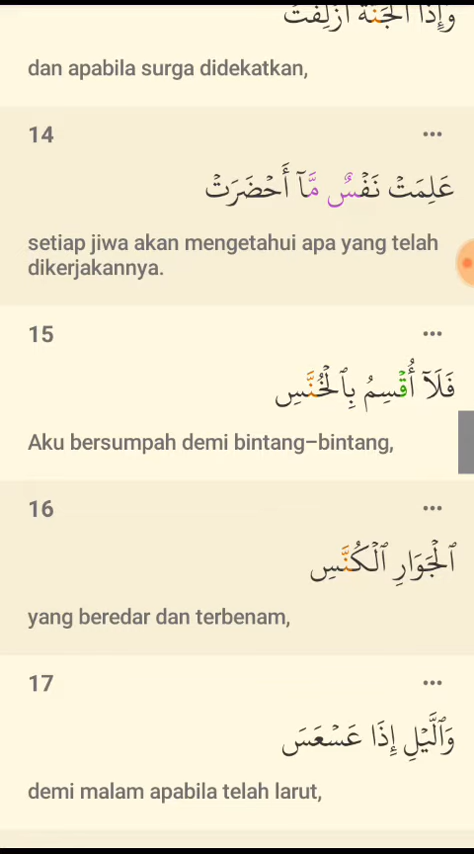 وَإِذَا ٱلْجَنَّةُ أُزْلِفَتْ
dan apabila surga didekatkan,
14
عَلِمَتْ نَفْسٌ مَّآ أَحْضَرَتْ
setiap jiwa akan mengetahui apa yang telah
dikerjakannya.
15
فَلَآ أُقْسِمُ بِٱلْخُنَّسِ
Aku bersumpah demi bintang–bintang,
16
ٱلْجَوَارِ ٱلْكُنَّسِ
yang beredar dan terbenam,
17
وَٱلَّيْلِ إِذَا عَسْعَسَ
demi malam apabila telah larut,